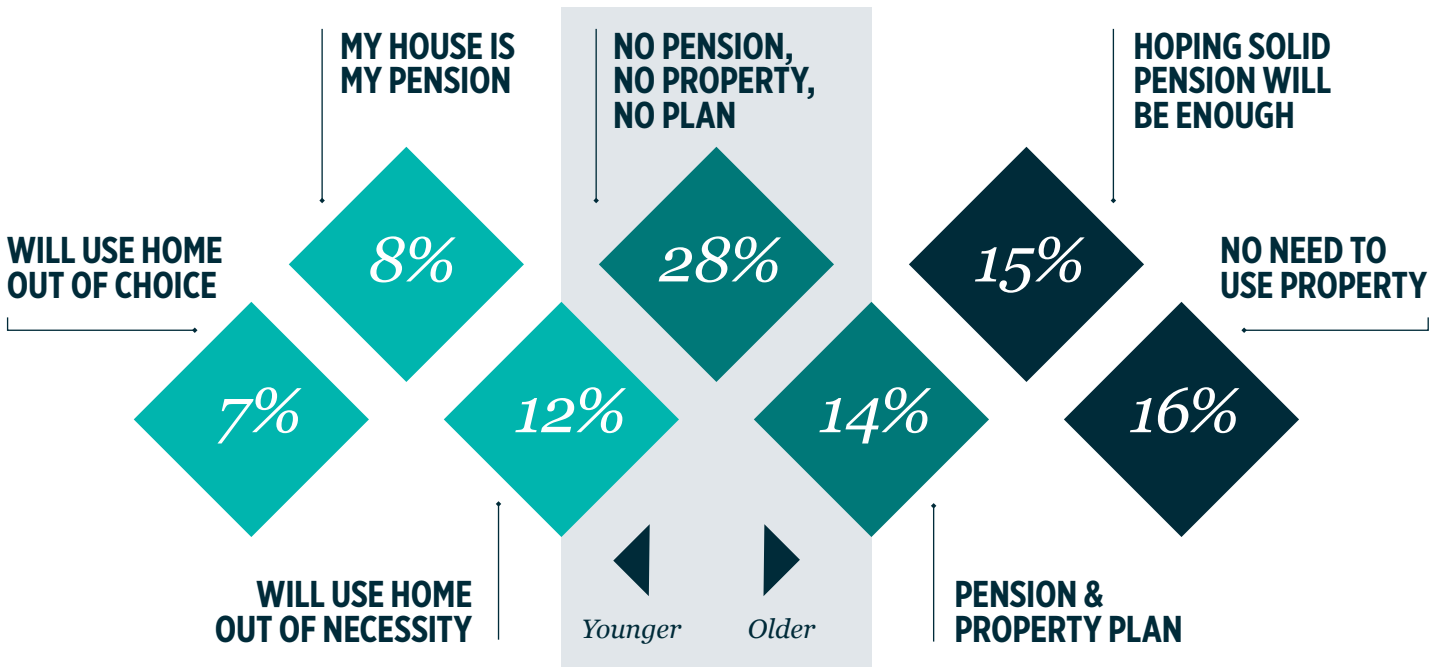 MY HOUSE IS
MY PENSION
NO PENSION,
NO PROPERTY,
NO PLAN
HOPING SOLID
PENSION WILL
BE ENOUGH
WILL USE HOME
OUT OF CHOICE
8%
28%
15%
NO NEED TO
USE PROPERTY
7%
12%
14%
16%
WILL USE HOME
OUT OF NECESSITY
Younger
Older
PENSION &
PROPERTY PLAN